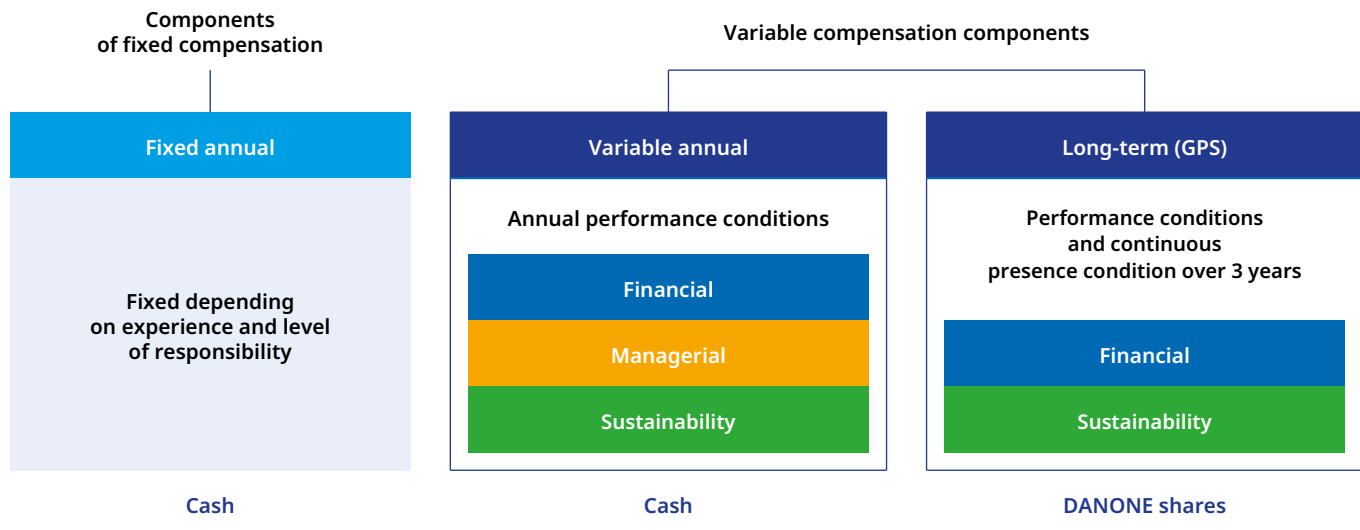 Components
of fixed compensation
Variable compensation components
Fixed annual
Fixed depending
on experience and level
of responsibility
Cash
Variable annual
Annual performance conditions
Financial
Managerial
Sustainability
Cash
Long-term (GPS)
Performance conditions
and continuous
presence condition over 3 years
Financial
Sustainability
DANONE shares